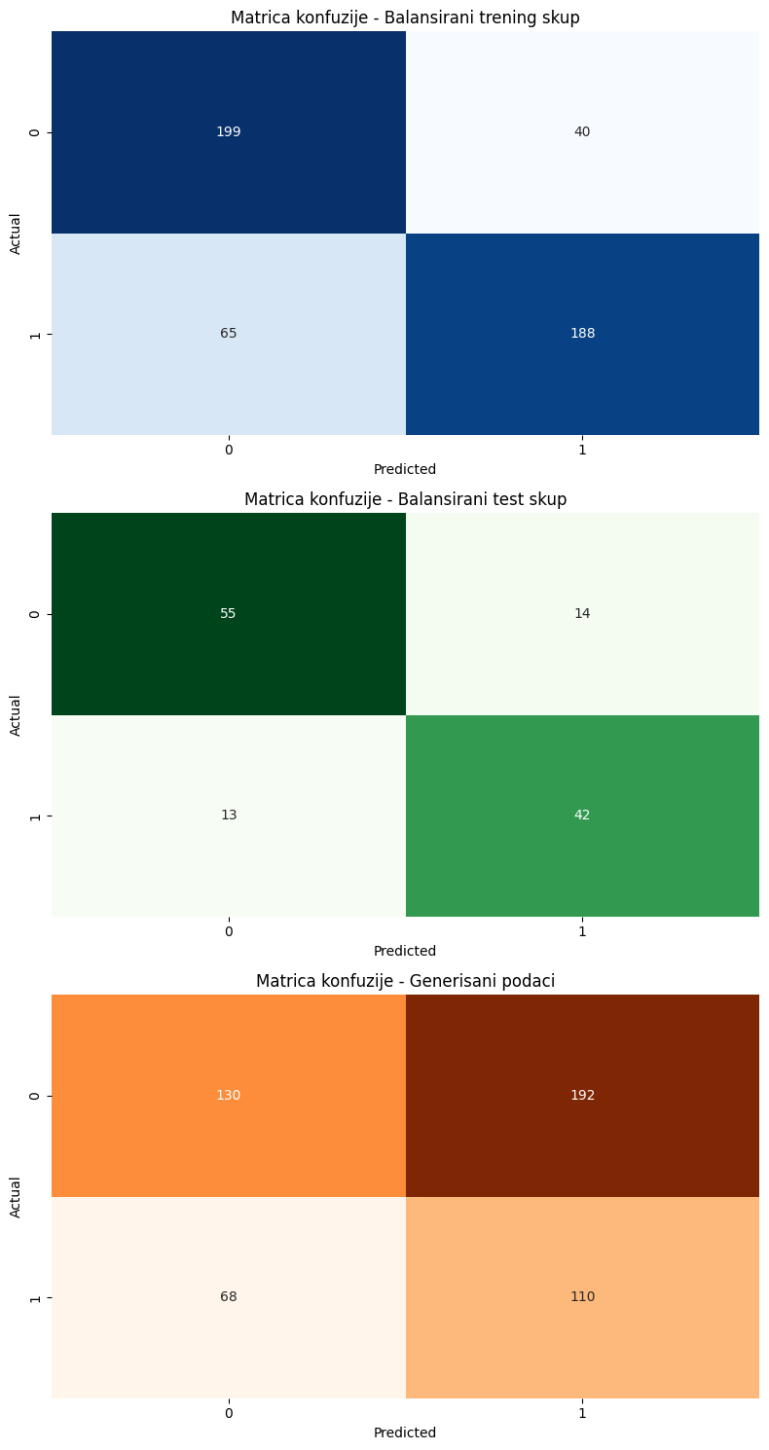 Matrica konfuzije - Balansirani trening skup
0
199
40
Actual
1
65
188
0
1
Predicted
Matrica konfuzije - Balansirani test skup
0
55
14
Actual
1
13
42
0
1
Predicted
Matrica konfuzije - Generisani podaci
0
130
192
Actual
1
68
110
0
1
Predicted